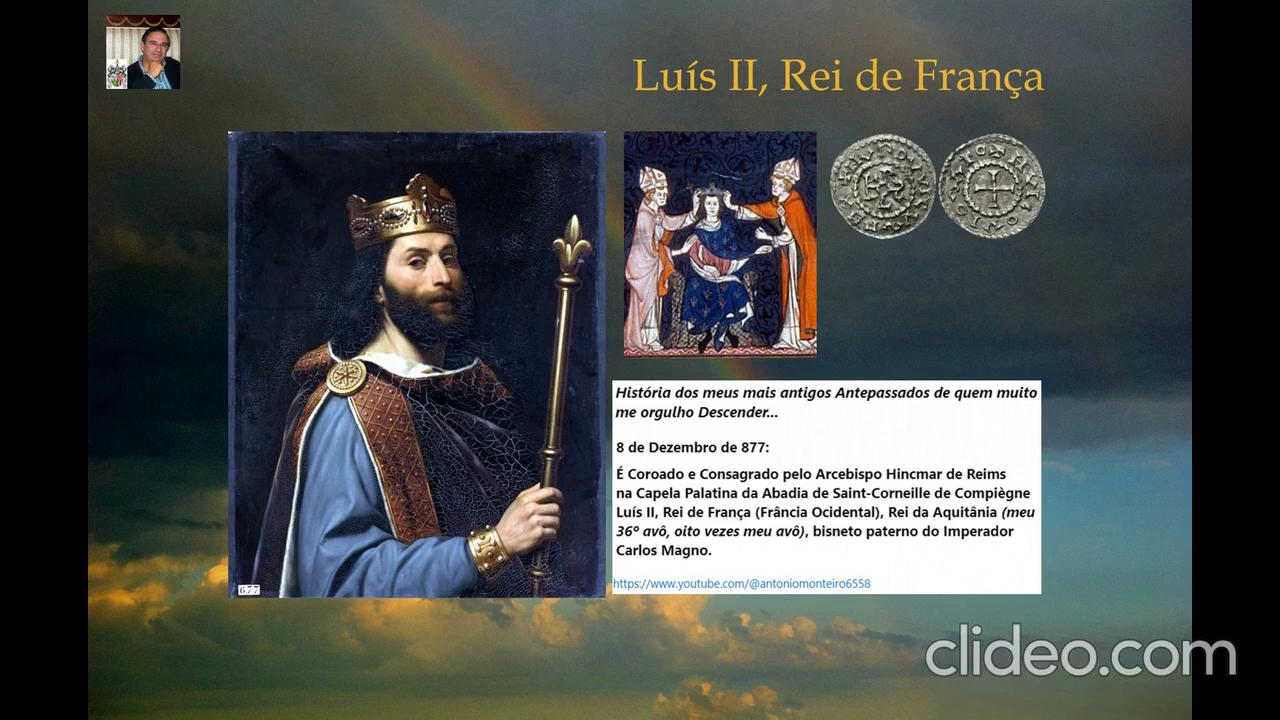 Luís II, Rei de França
História dos meus mais antigos Antepassados de quem muito
me orgulho Descender...
8 de Dezembro de 877:
É Coroado e Consagrado pelo Arcebispo Hincmar de Reims
na Capela Palatina da Abadia de Saint-Corneille de Compiègne
Luís II, Rei de França (Frância Ocidental), Rei da Aquitânia (meu
36º avô, oito vezes meu avô), bisneto paterno do Imperador
Carlos Magno.
https://www.youtube.com/@antoniomonteiro6558
677
clideo.com